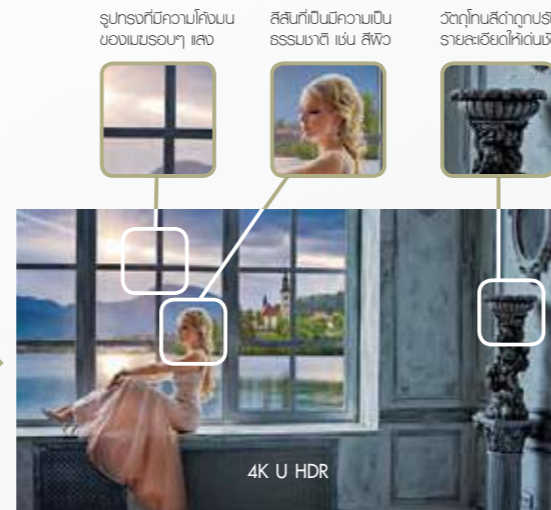 รูปทรงที่มีความโค้งมน
ของเมฆรอบๆ แสง
สีสันที่เป็นมีความเป็น
ธรรมชาติ เช่น สีผิว
วัตถุโทนสีดำถูกปรั
รายละเอียดให้เด่นชั
4K U HDR